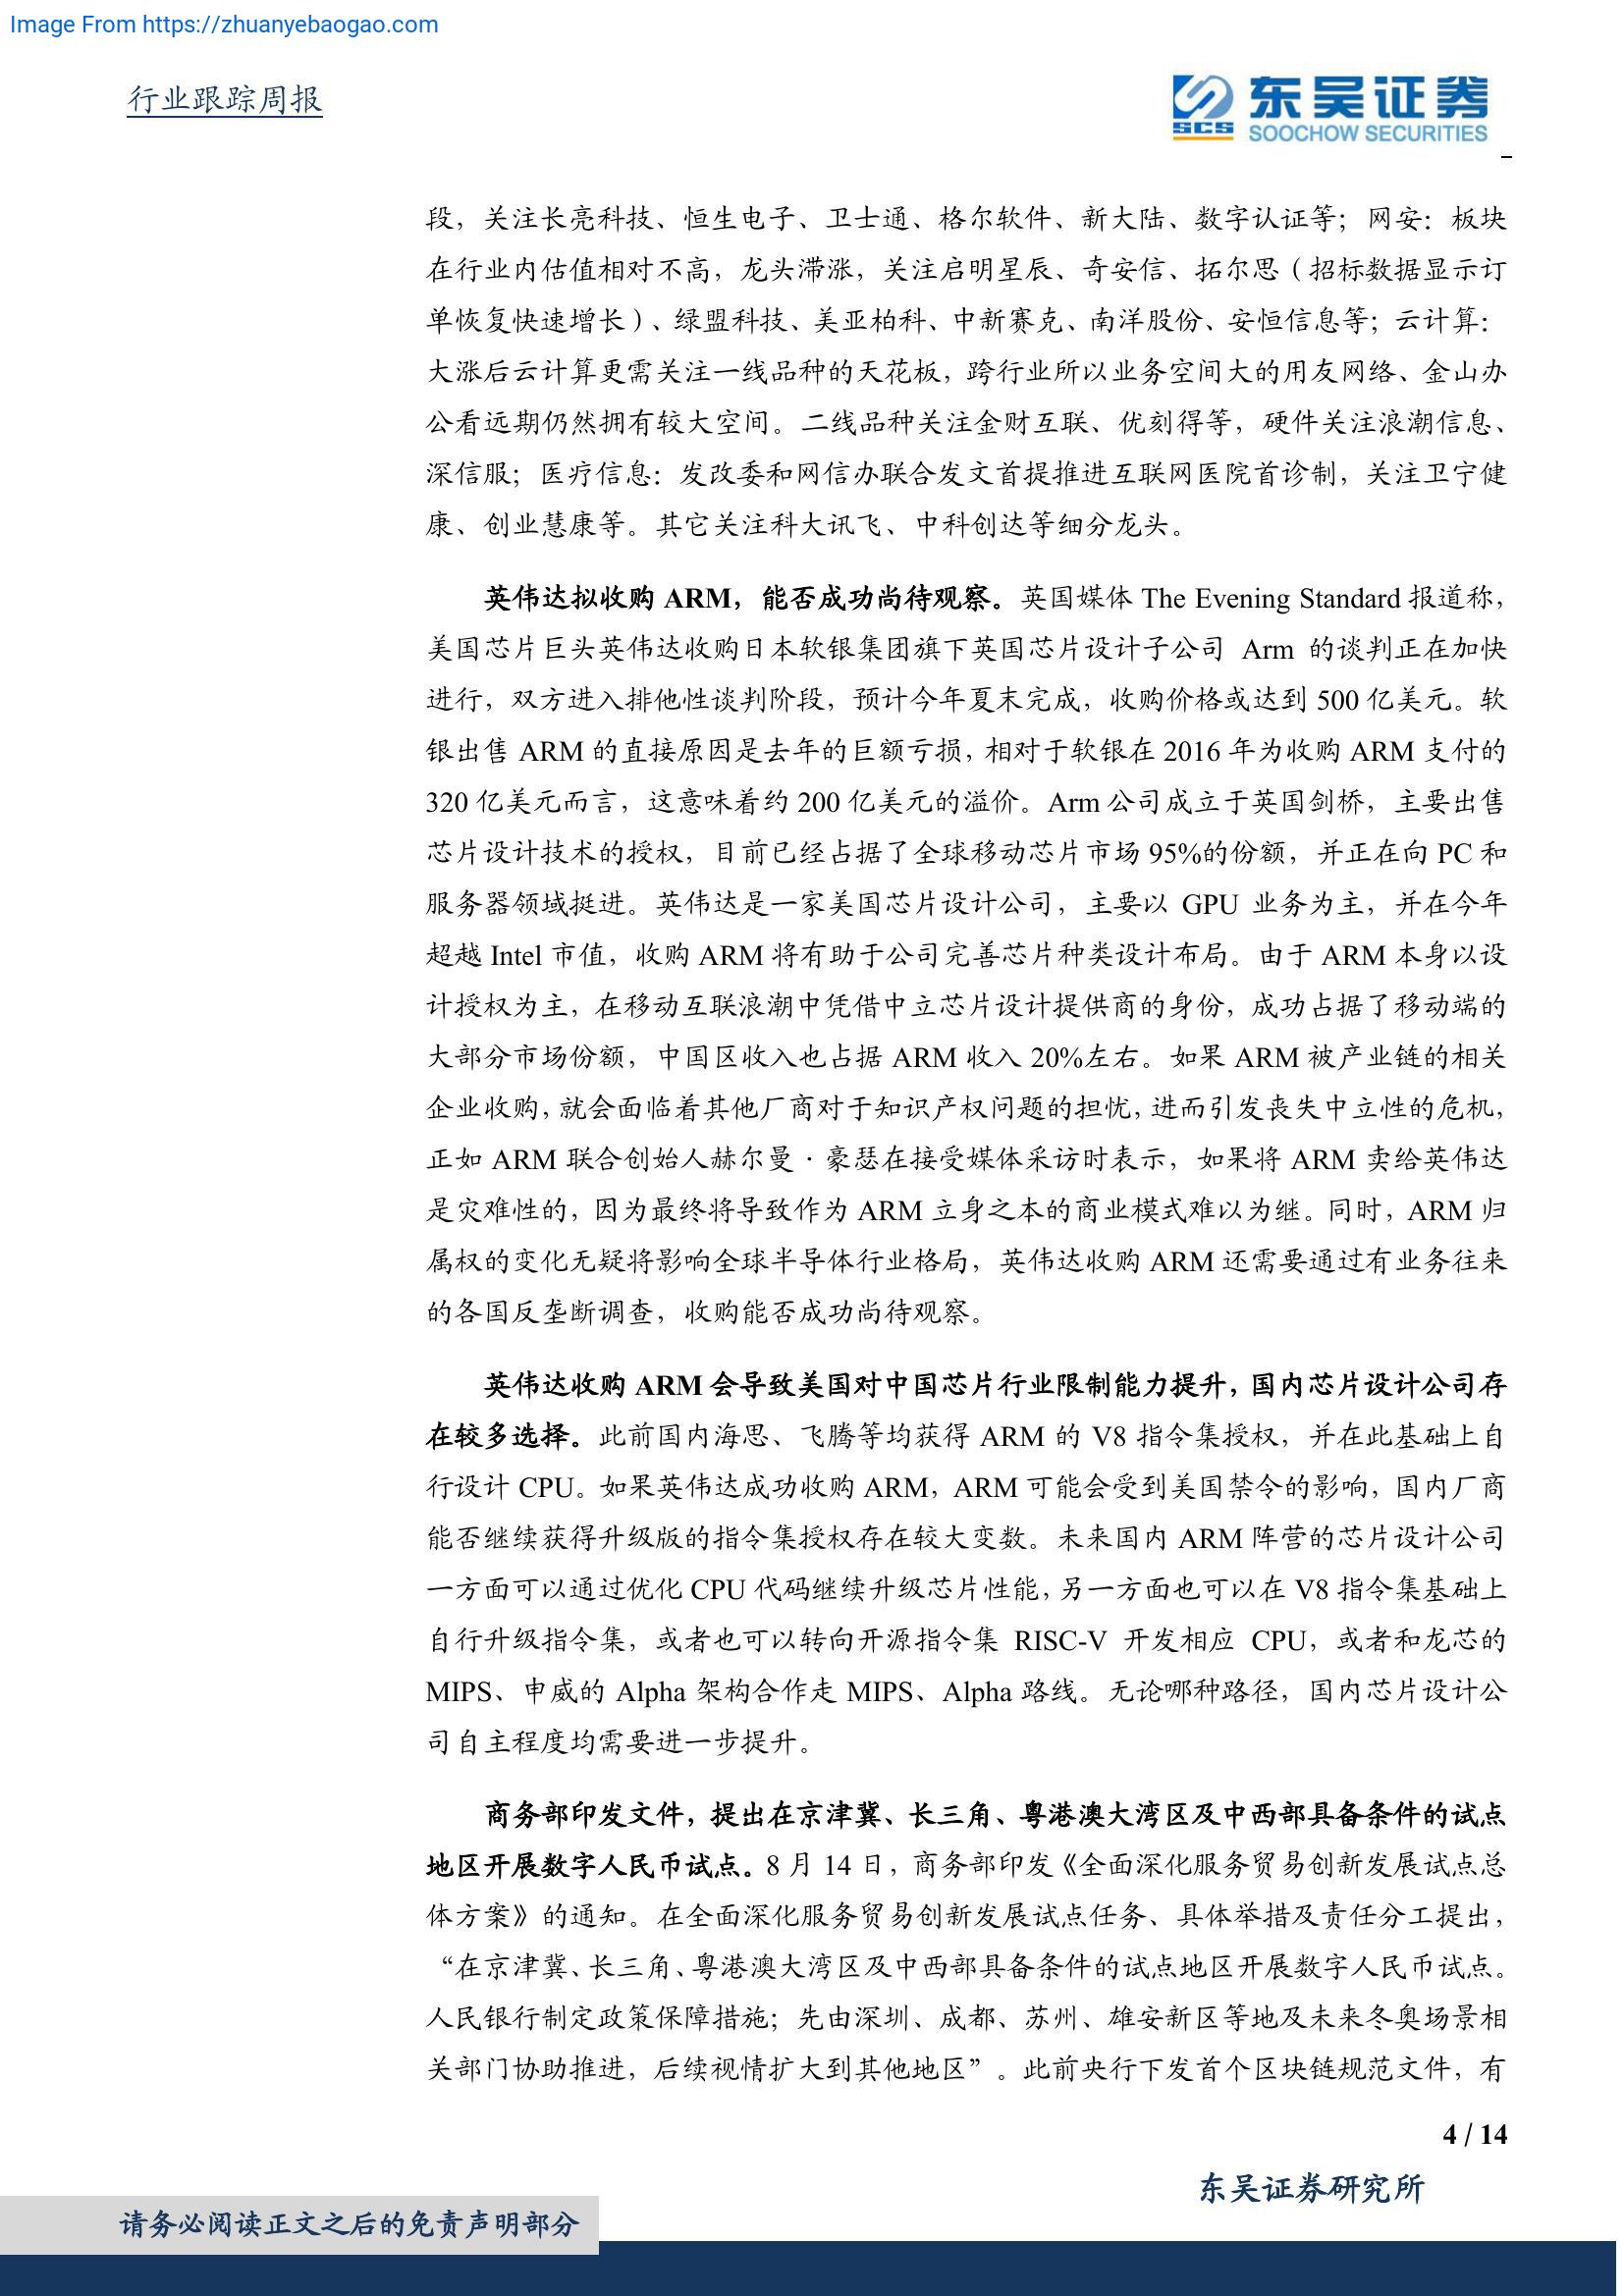 Image From https://zhuanyebaogao.com
行业跟踪周报
SCS
东吴证券
SOOCHOW SECURITIES
段，关注长亮科技、恒生电子、卫士通、格尔软件、新大陆、数字认证等；网安：板块
在行业内估值相对不高，龙头滞涨，关注启明星辰、奇安信、拓尔思（招标数据显示订
单恢复快速增长）、绿盟科技、美亚柏科、中新赛克、南洋股份、安恒信息等；云计算：
大涨后云计算更需关注一线品种的天花板，跨行业所以业务空间大的用友网络、金山办
公看远期仍然拥有较大空间。二线品种关注金财互联、优刻得等，硬件关注浪潮信息、
深信服；医疗信息：发改委和网信办联合发文首提推进互联网医院首诊制，关注卫宁健
康、创业慧康等。其它关注科大讯飞、中科创达等细分龙头。
英伟达拟收购 ARM，能否成功尚待观察。英国媒体 The Evening Standard 报道称，
美国芯片巨头英伟达收购日本软银集团旗下英国芯片设计子公司 Arm 的谈判正在加快
进行，双方进入排他性谈判阶段，预计今年夏末完成，收购价格或达到 500 亿美元。软
银出售 ARM 的直接原因是去年的巨额亏损，相对于软银在 2016 年为收购 ARM 支付的
320 亿美元而言，这意味着约 200 亿美元的溢价。Arm 公司成立于英国剑桥，主要出售
芯片设计技术的授权，目前已经占据了全球移动芯片市场 95%的份额，并正在向 PC 和
服务器领域挺进。英伟达是一家美国芯片设计公司，主要以 GPU 业务为主，并在今年
超越 Intel 市值，收购 ARM 将有助于公司完善芯片种类设计布局。由于 ARM 本身以设
计授权为主，在移动互联浪潮中凭借中立芯片设计提供商的身份，成功占据了移动端的
大部分市场份额，中国区收入也占据 ARM 收入 20%左右。如果 ARM 被产业链的相关
企业收购，就会面临着其他厂商对于知识产权问题的担忧，进而引发丧失中立性的危机，
正如 ARM 联合创始人赫尔曼·豪瑟在接受媒体采访时表示，如果将 ARM 卖给英伟达
是灾难性的，因为最终将导致作为 ARM 立身之本的商业模式难以为继。同时，ARM 归
属权的变化无疑将影响全球半导体行业格局，英伟达收购 ARM 还需要通过有业务往来
的各国反垄断调查，收购能否成功尚待观察。
英伟达收购 ARM 会导致美国对中国芯片行业限制能力提升，国内芯片设计公司存
在较多选择。此前国内海思、飞腾等均获得 ARM 的 V8 指令集授权，并在此基础上自
行设计 CPU。如果英伟达成功收购 ARM，ARM 可能会受到美国禁令的影响，国内厂商
能否继续获得升级版的指令集授权存在较大变数。未来国内 ARM 阵营的芯片设计公司
一方面可以通过优化 CPU 代码继续升级芯片性能，另一方面也可以在 V8 指令集基础上
自行升级指令集，或者也可以转向开源指令集 RISC-V 开发相应 CPU，或者和龙芯的
MIPS、申威的 Alpha 架构合作走 MIPS、Alpha 路线。无论哪种路径，国内芯片设计公
司自主程度均需要进一步提升。
商务部印发文件，提出在京津冀、长三角、粤港澳大湾区及中西部具备条件的试点
地区开展数字人民币试点。8 月 14 日，商务部印发《全面深化服务贸易创新发展试点总
体方案》的通知。在全面深化服务贸易创新发展试点任务、具体举措及责任分工提出，
“在京津冀、长三角、粤港澳大湾区及中西部具备条件的试点地区开展数字人民币试点。
人民银行制定政策保障措施；先由深圳、成都、苏州、雄安新区等地及未来冬奥场景相
关部门协助推进，后续视情扩大到其他地区”。此前央行下发首个区块链规范文件，有
4 / 14
东吴证券研究所
请务必阅读正文之后的免责声明部分